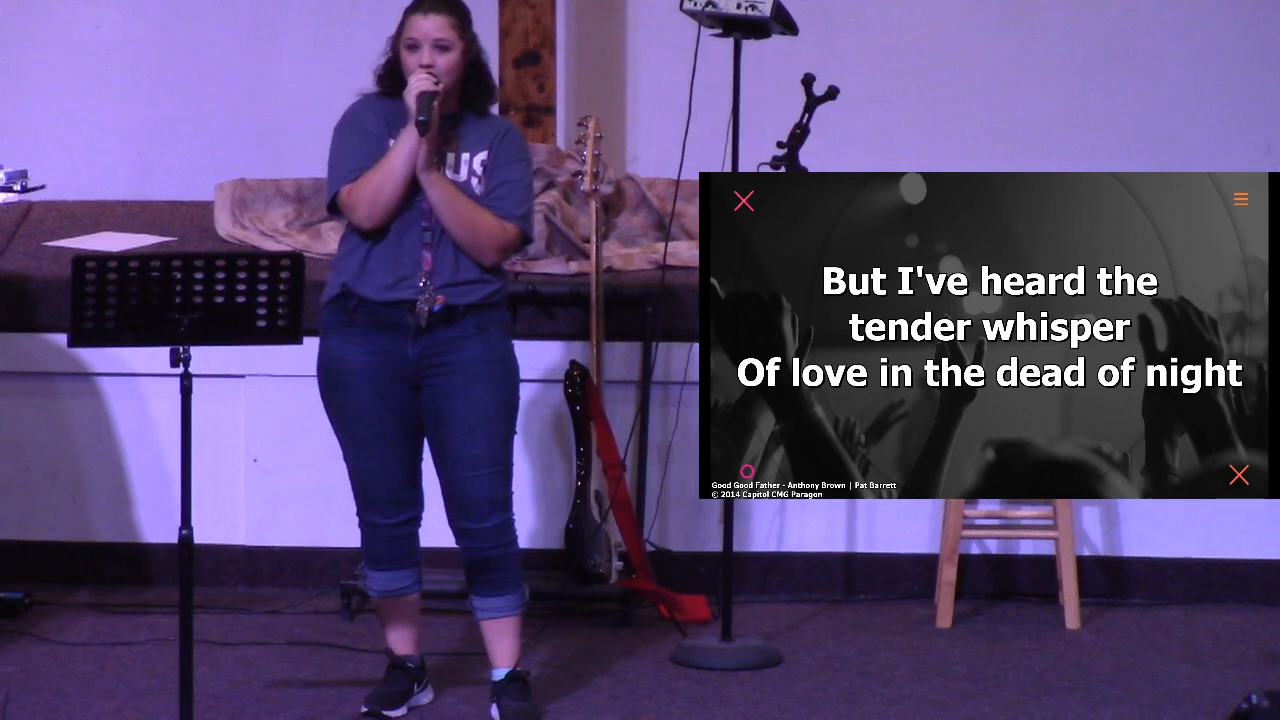 US
But I've heard the
tender whisper
Of love in the dead of night
Good Good Father - Anthony Brown | Pat Barrett
© 2014 Capitol CMG Paragon